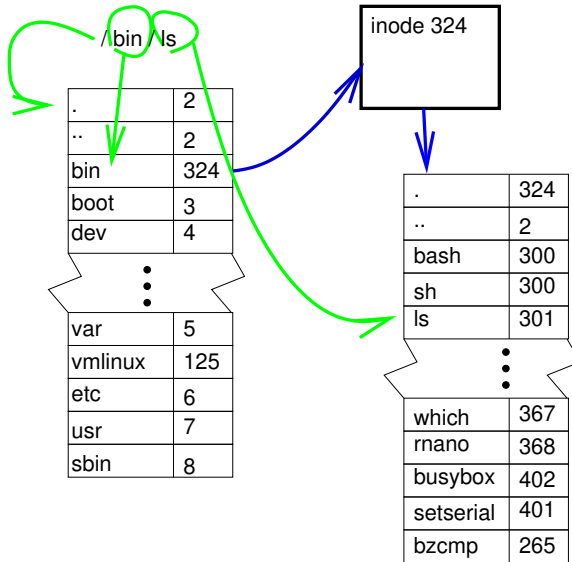 / bin / ls
. 2
.. 2
bin 324
boot 3
dev 4
var 5
vmlinux 125
etc 6
usr 7
sbin 8
inode 324
. 324
.. 2
bash 300
sh 300
ls 301
which 367
rnano 368
busybox 402
setserial 401
bzcmp 265